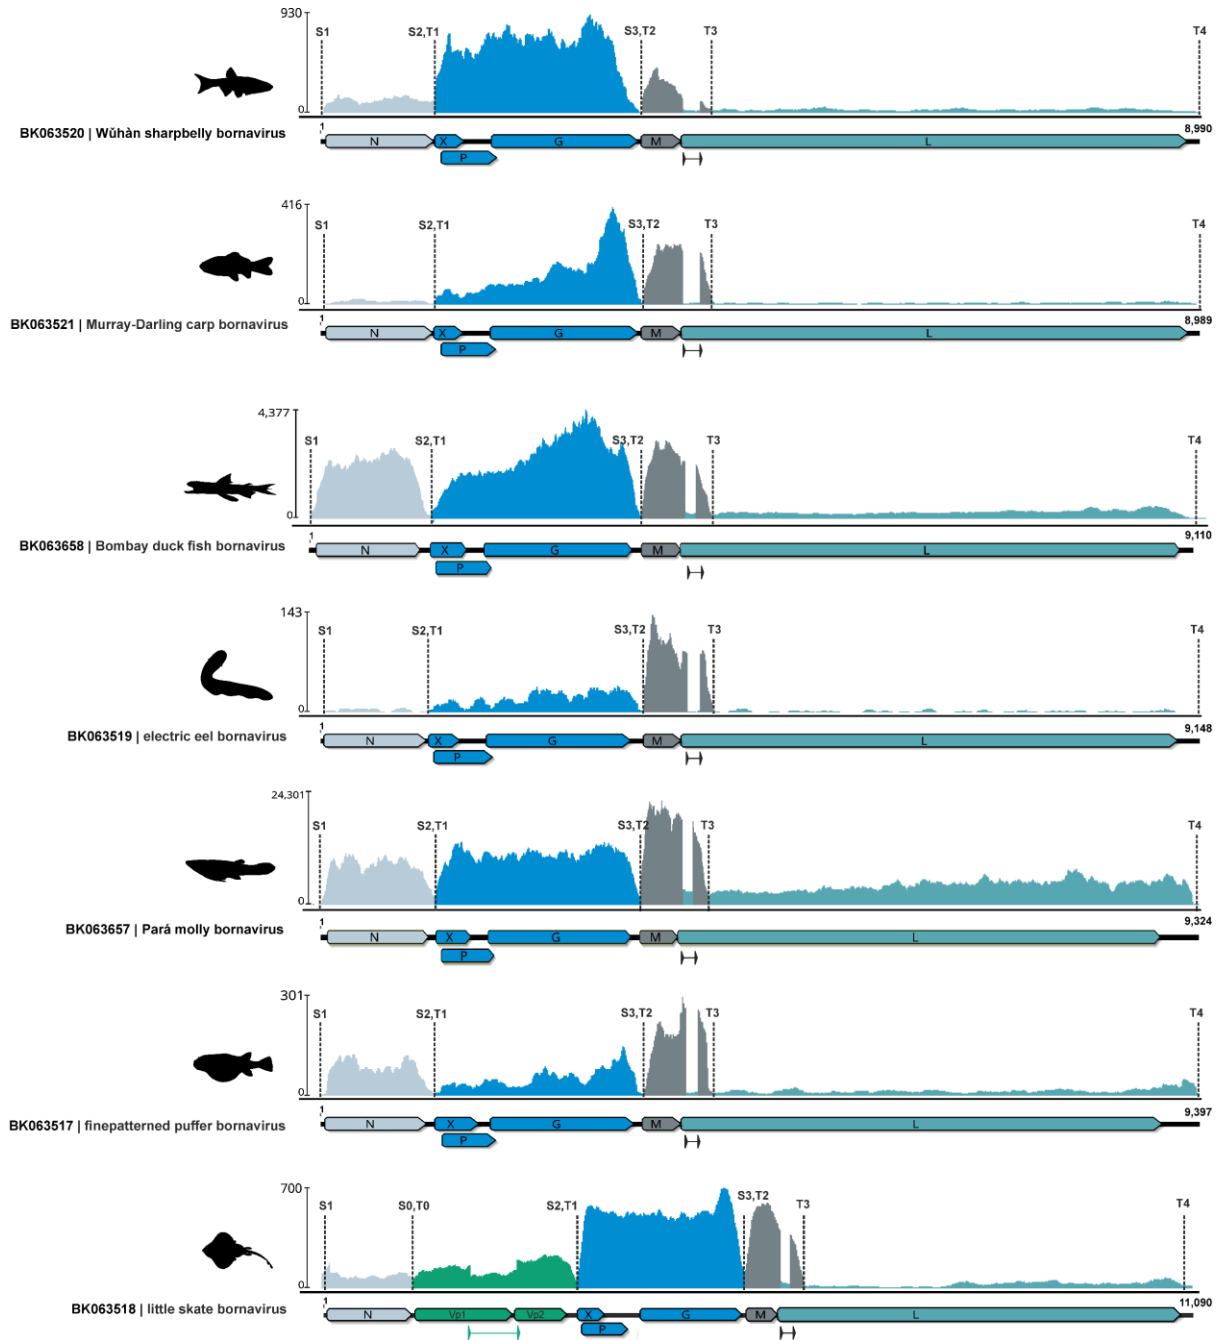 930
S1 S2,T1 S3,T2 T3 T4
0
BK063520 | Wǔhàn sharpbelly bornavirus
1 8,990
N X G M L
P
416
S1 S2,T1 S3,T2 T3 T4
0
BK063521 | Murray-Darling carp bornavirus
1 8,989
N X G M L
P
4,377
S1 S2,T1 S3,T2 T3 T4
0
BK063658 | Bombay duck fish bornavirus
1 9,110
N X G M L
P
143
S1 S2,T1 S3,T2 T3 T4
0
BK063519 | electric eel bornavirus
1 9,148
N X G M L
P
24,301
S1 S2,T1 S3,T2 T3 T4
0
BK063657 | Pará molly bornavirus
1 9,324
N X G M L
P
301
S1 S2,T1 S3,T2 T3 T4
0
BK063517 | finepatterned puffer bornavirus
1 9,397
N X G M L
P
700
S1 S0,T0 S2,T1 S3,T2 T3 T4
0
BK063518 | little skate bornavirus
1 11,090
N Vp1 Vp2 X G M L
P